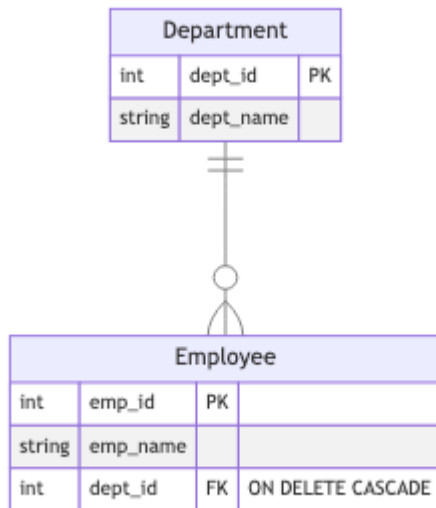 Department
int dept_id PK
string dept_name
Employee
int emp_id PK
string emp_name
int dept_id FK ON DELETE CASCADE